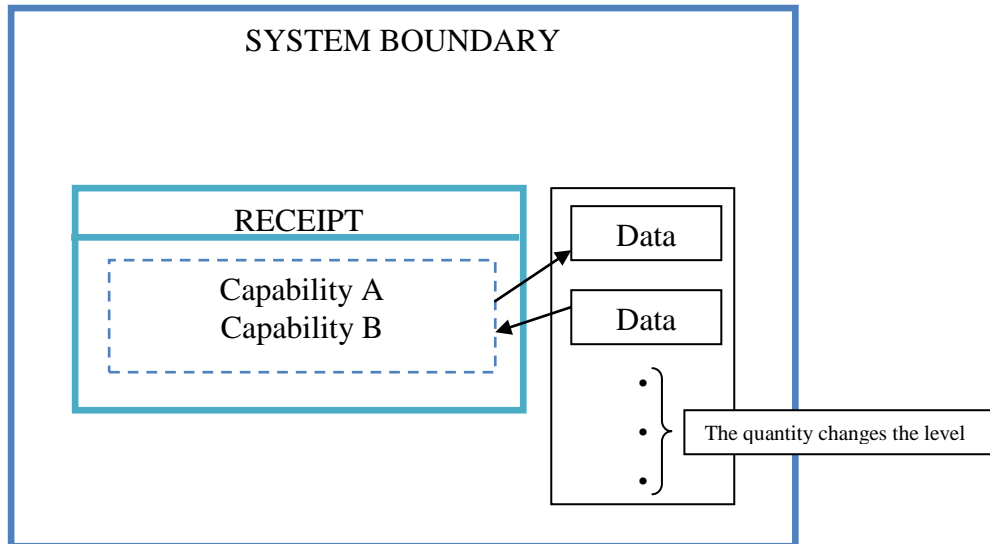 SYSTEM BOUNDARY
RECEIPT
Capability A
Capability B
Data
Data
The quantity changes the level